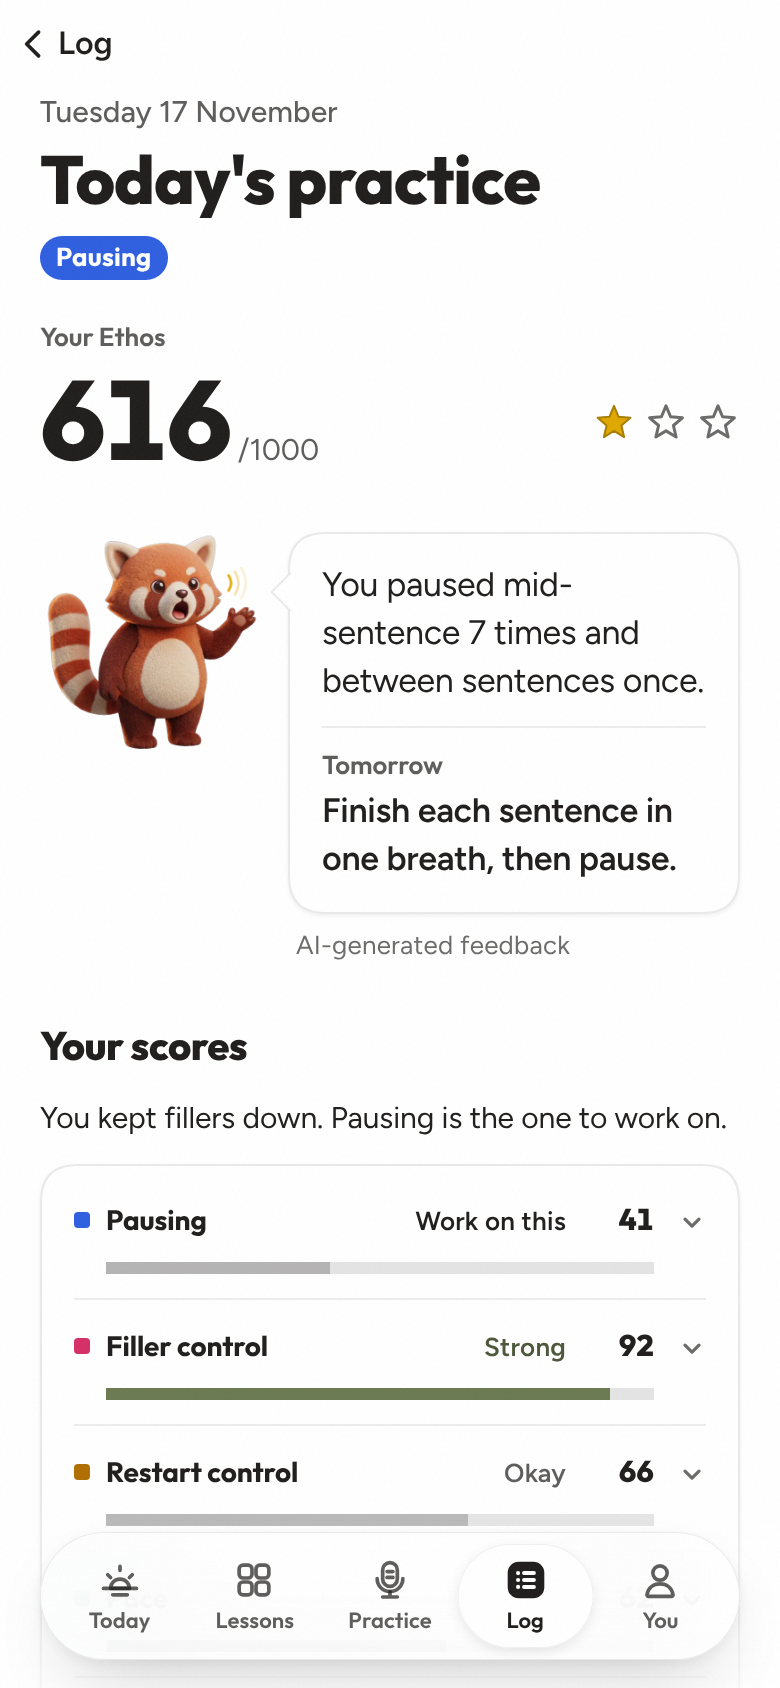 Log
Tuesday 17 November
Today's practice
Pausing
Your Ethos
616/1000
You paused mid-
sentence 7 times and
between sentences once.
Tomorrow
Finish each sentence in
one breath, then pause.
AI-generated feedback
Your scores
You kept fillers down. Pausing is the one to work on.
Pausing Work on this 41
Filler control Strong 92
Restart control Okay 66
Today Lessons Practice Log You